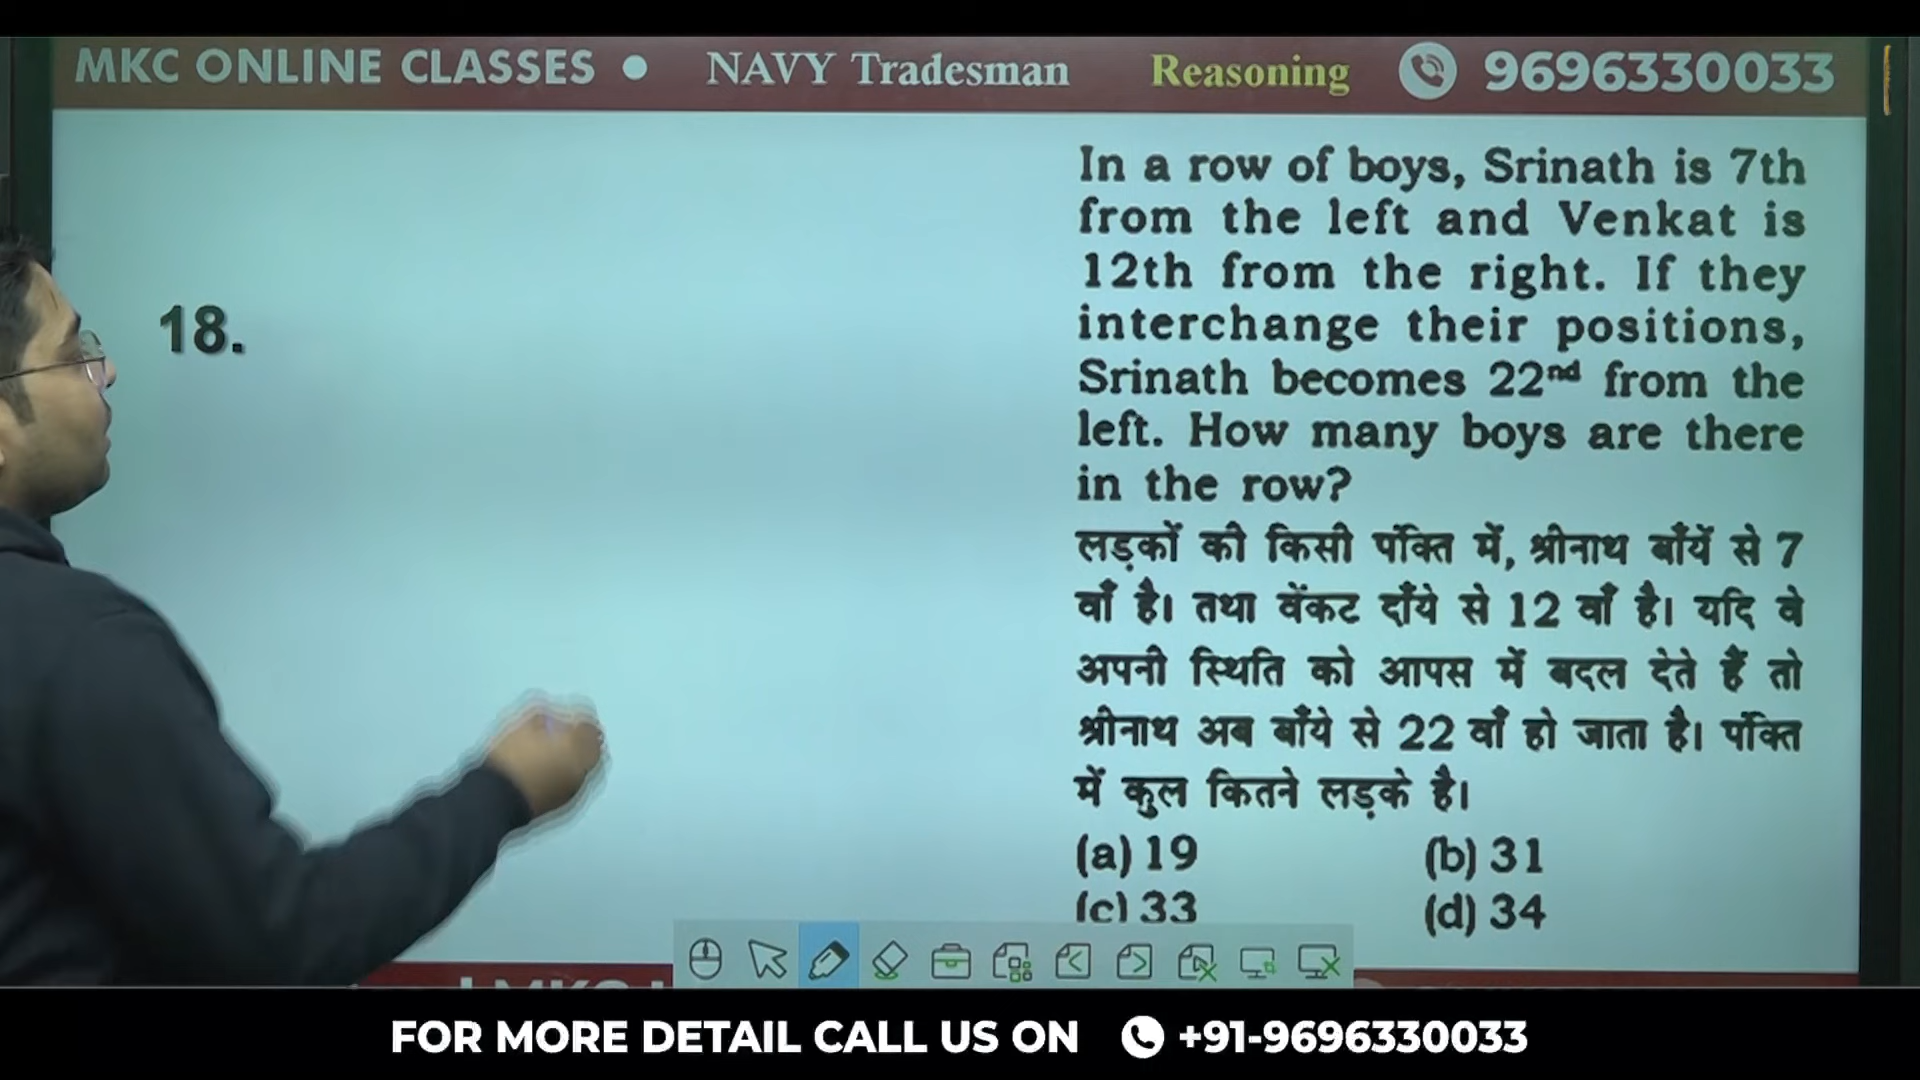 MKC ONLINE CLASSES • NAVY Tradesman Reasoning 9696330033
18.
In a row of boys, Srinath is 7th
from the left and Venkat is
12th from the right. If they
interchange their positions,
Srinath becomes 22nd from the
left. How many boys are there
in the row?
लड़कों की किसी पंक्ति में, श्रीनाथ बाँयें से 7
वाँ है। तथा वेंकट दाँये से 12 वाँ है। यदि वे
अपनी स्थिति को आपस में बदल देते हैं तो
श्रीनाथ अब बाँये से 22 वाँ हो जाता है। पंक्ति
में कुल कितने लड़के है।
(a) 19 (b) 31
(c) 33 (d) 34
FOR MORE DETAIL CALL US ON +91-9696330033